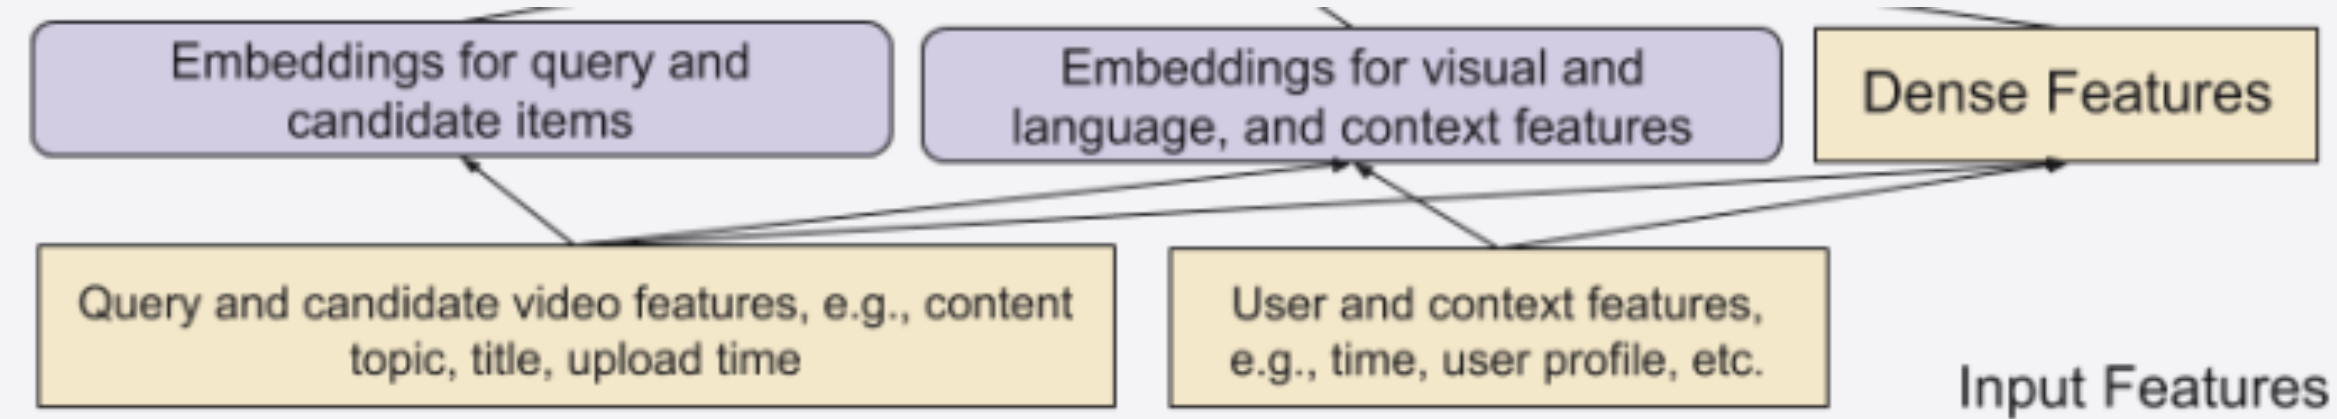 Embeddings for query and
candidate items
Embeddings for visual and
language, and context features
Dense Features
Query and candidate video features, e.g., content
topic, title, upload time
User and context features,
e.g., time, user profile, etc.
Input Features